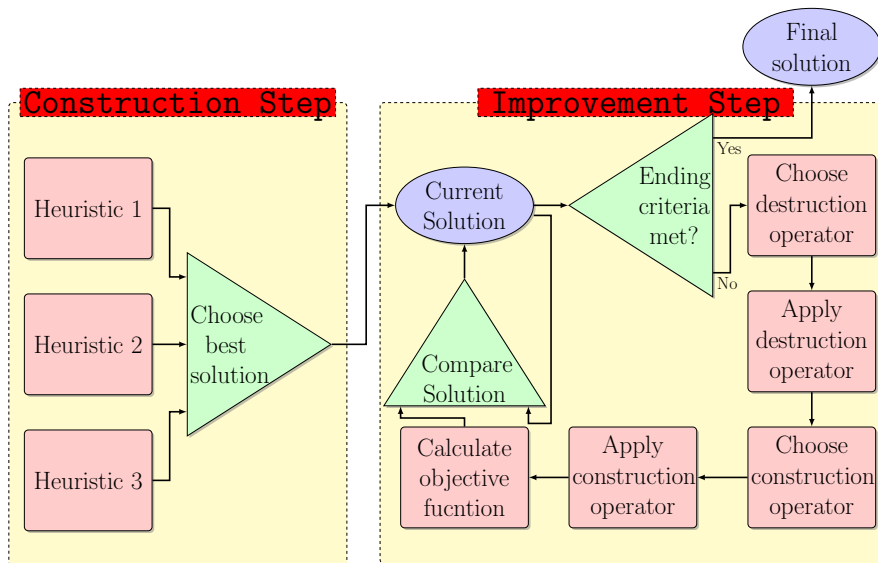 Final
solution
Construction Step
Improvement Step
Heuristic 1
Heuristic 2
Heuristic 3
Choose
best
solution
Current
Solution
Ending
criteria
met?
Yes
No
Choose
destruction
operator
Apply
destruction
operator
Choose
construction
operator
Apply
construction
operator
Calculate
objective
fucntion
Compare
Solution